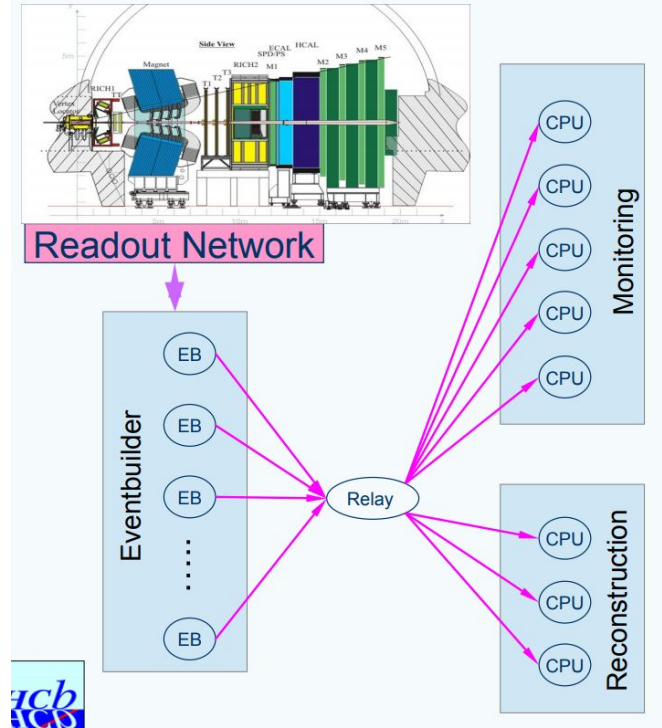 Side View
ECAL HCAL
SPD/PS
Magnet
RICH2 M1
M2 M3 M4 M5
T1 T2 T3
RICH1
TT
Vertex
Locator
5m
5m 10m 15m 20m z
Readout Network
Eventbuilder
EB
EB
EB
.....
EB
Relay
Monitoring
CPU
CPU
CPU
CPU
CPU
Reconstruction
CPU
CPU
CPU